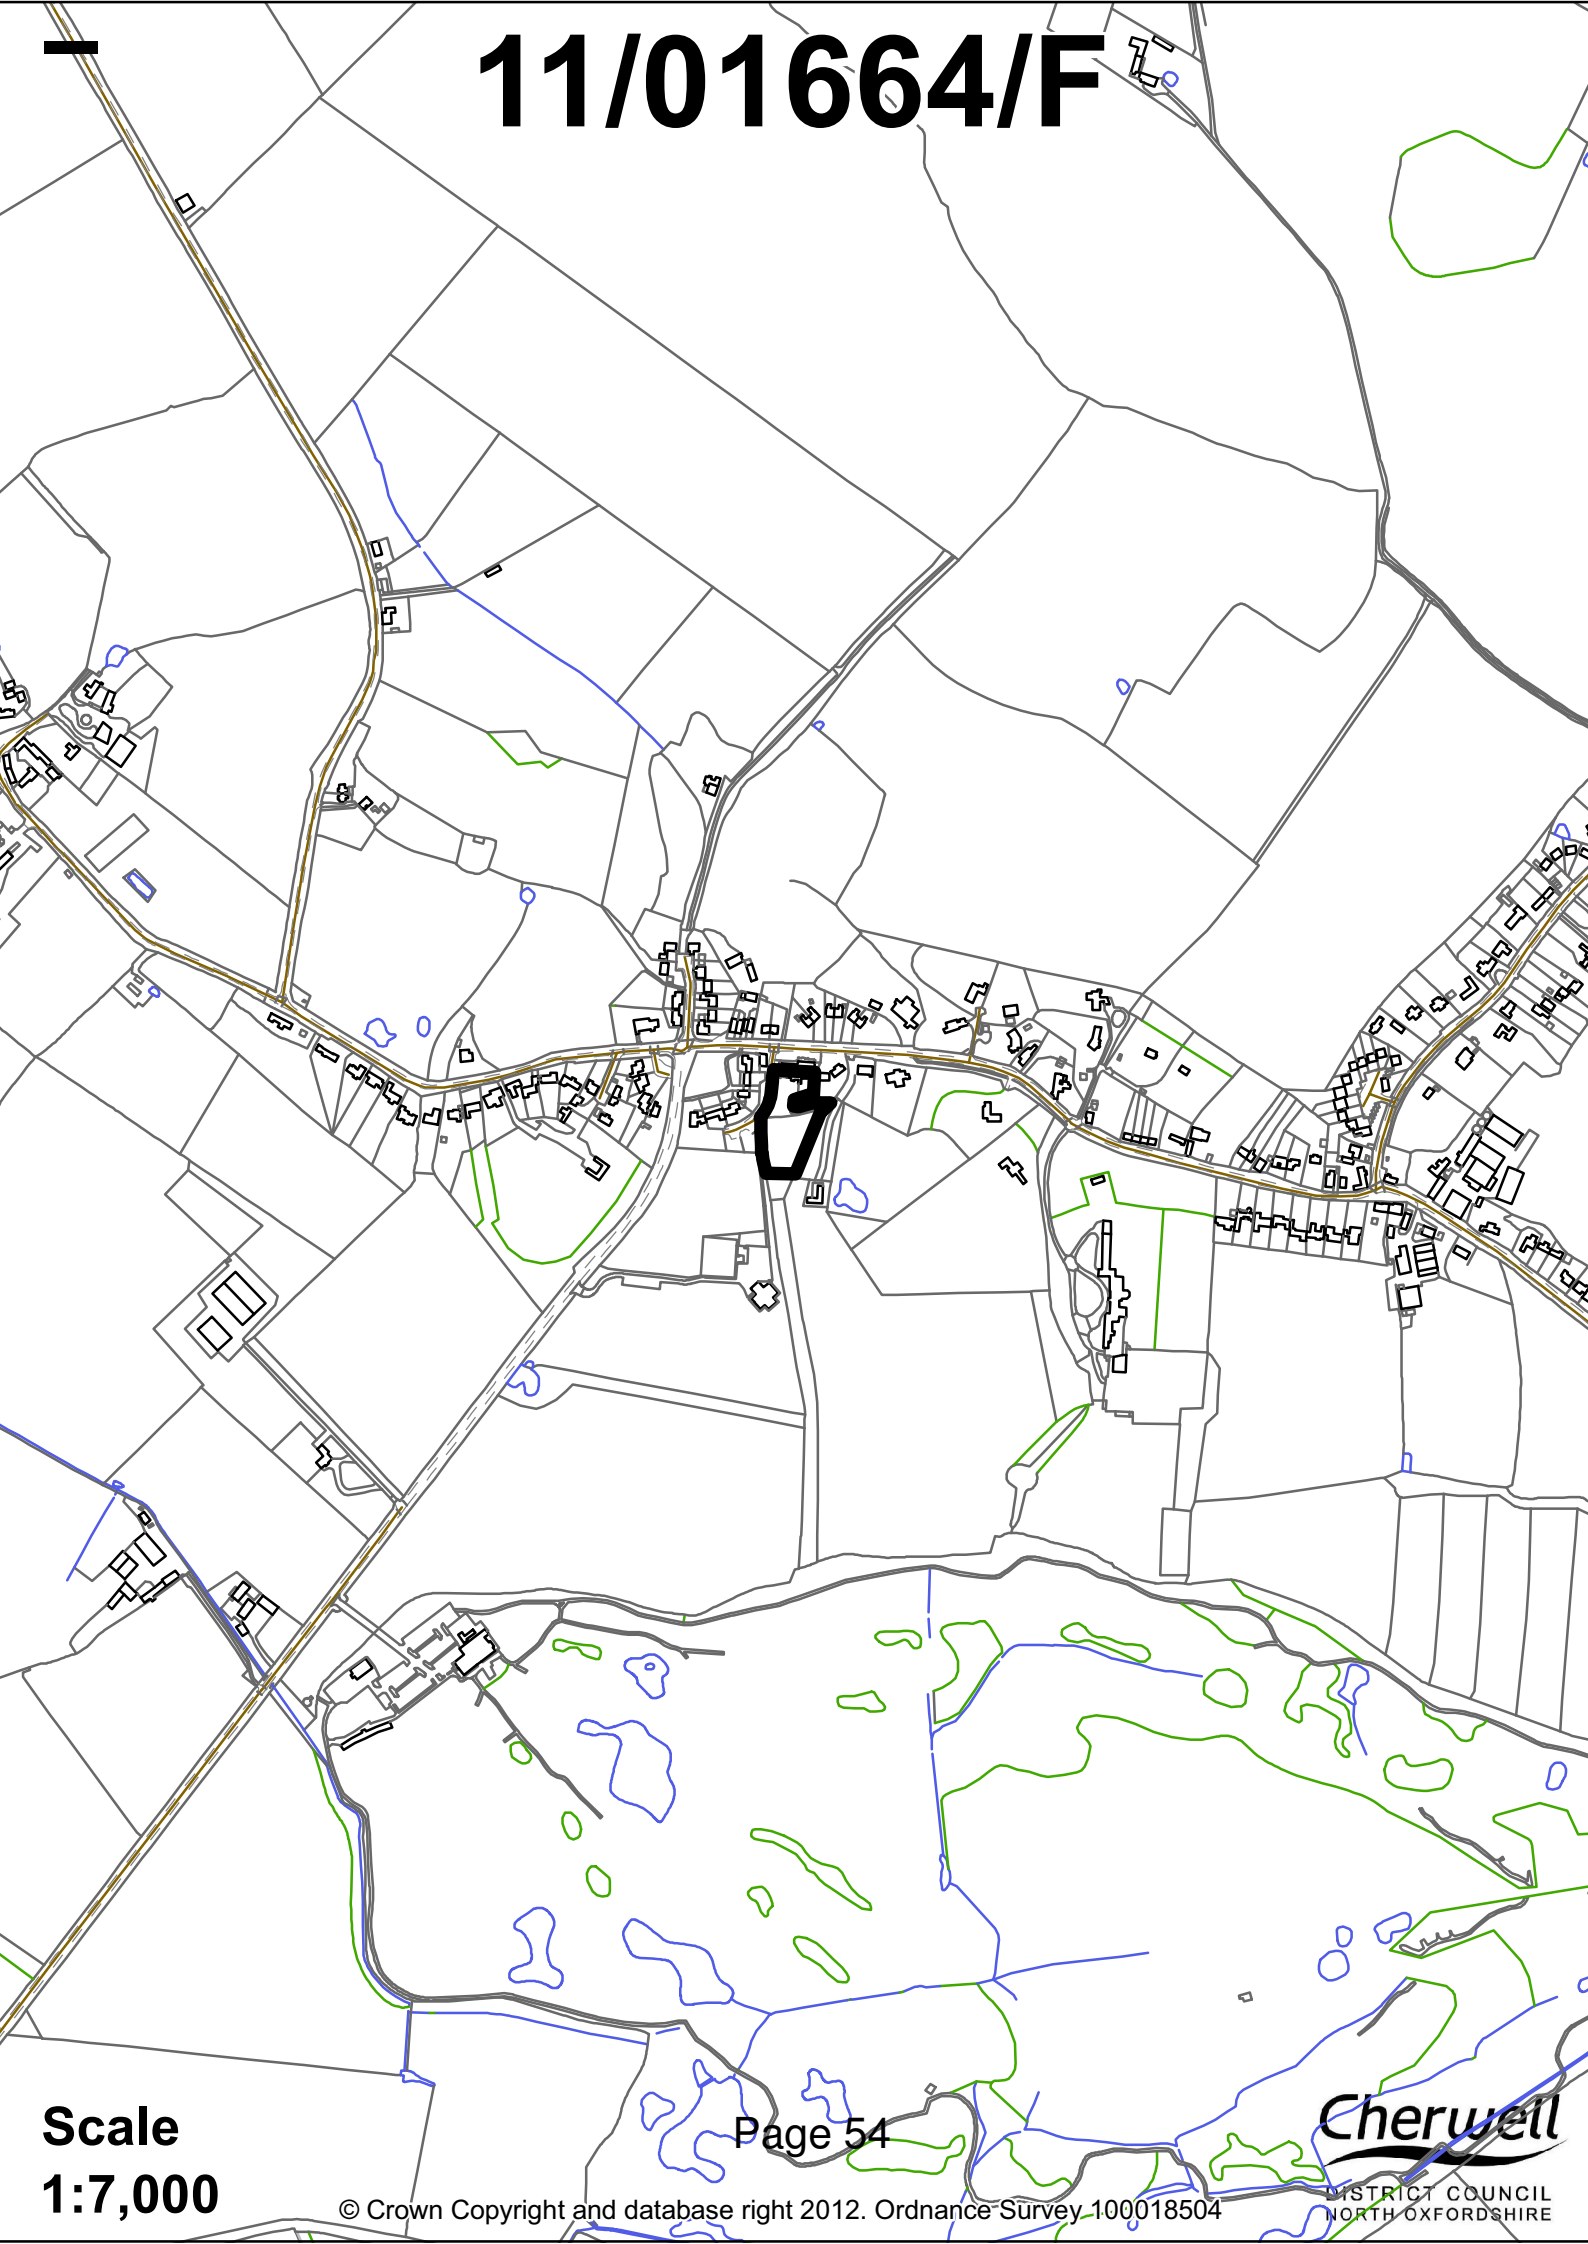 11/01664/F
Scale
1:7,000
Page 54
© Crown Copyright and database right 2012. Ordnance Survey 100018504
Cherwell
DISTRICT COUNCIL
NORTH OXFORDSHIRE